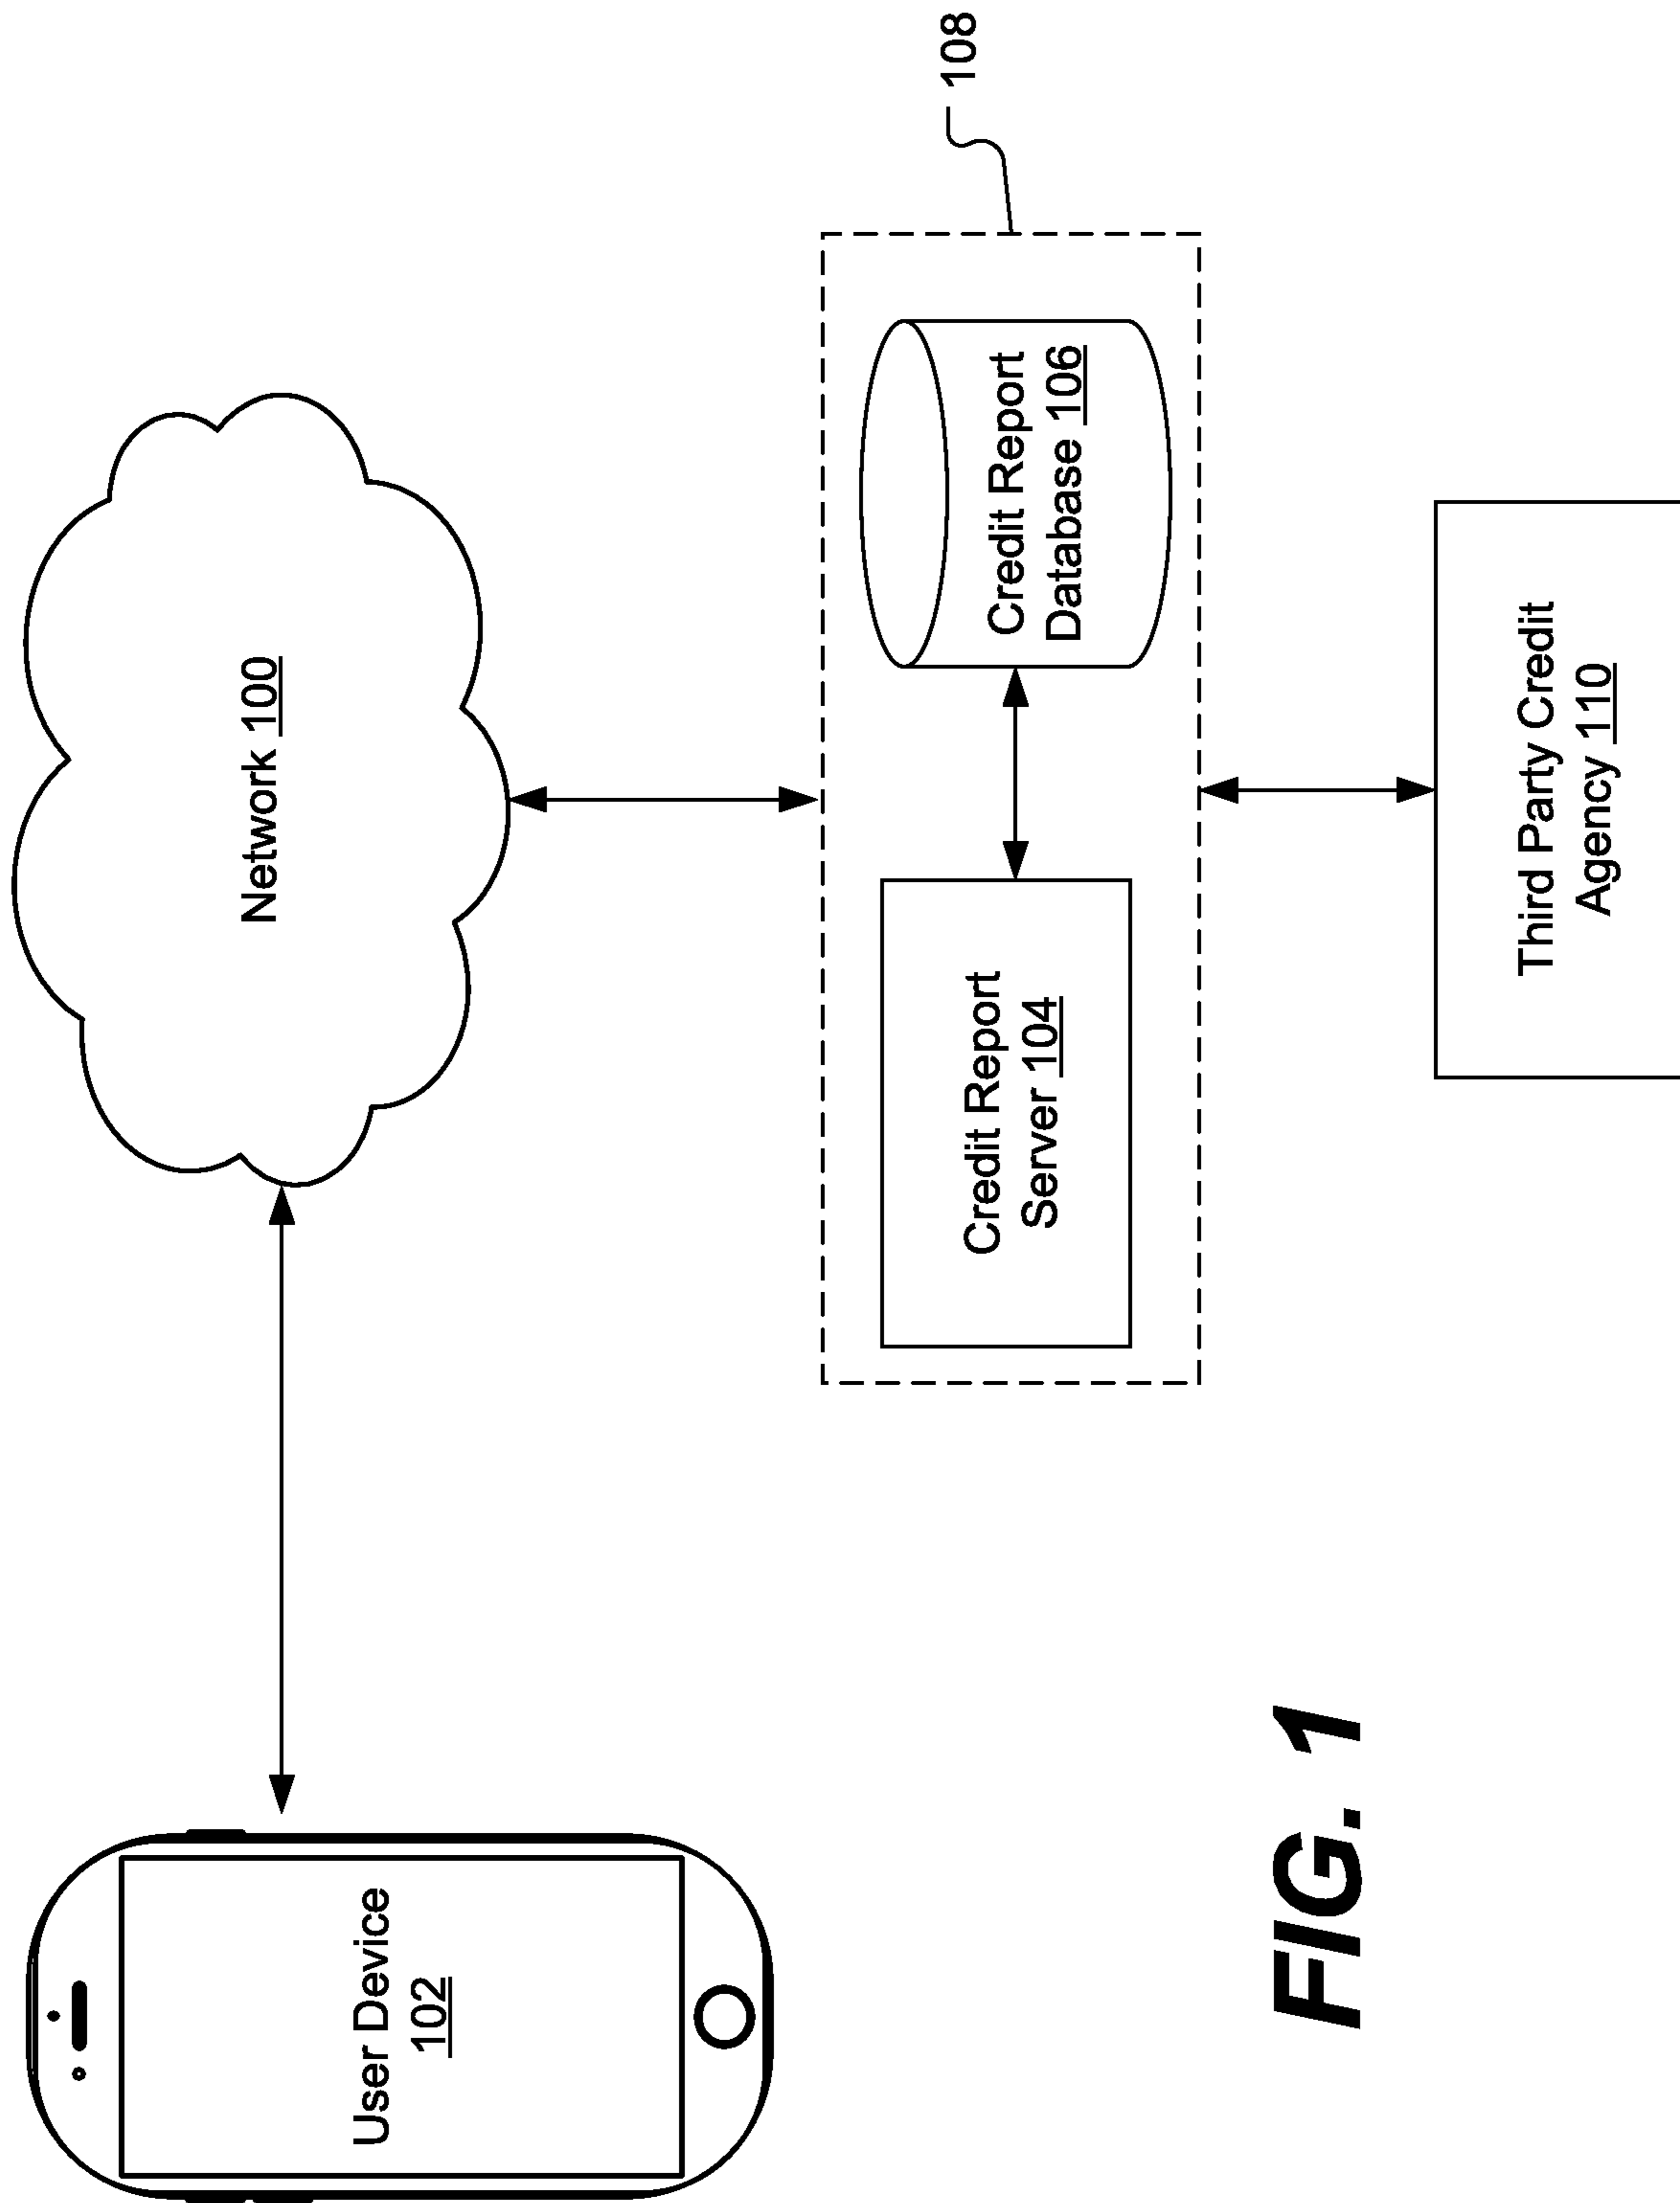 Network 100
User Device
102
108
Credit Report
Server 104
Credit Report
Database 106
Third Party Credit
Agency 110
FIG. 1